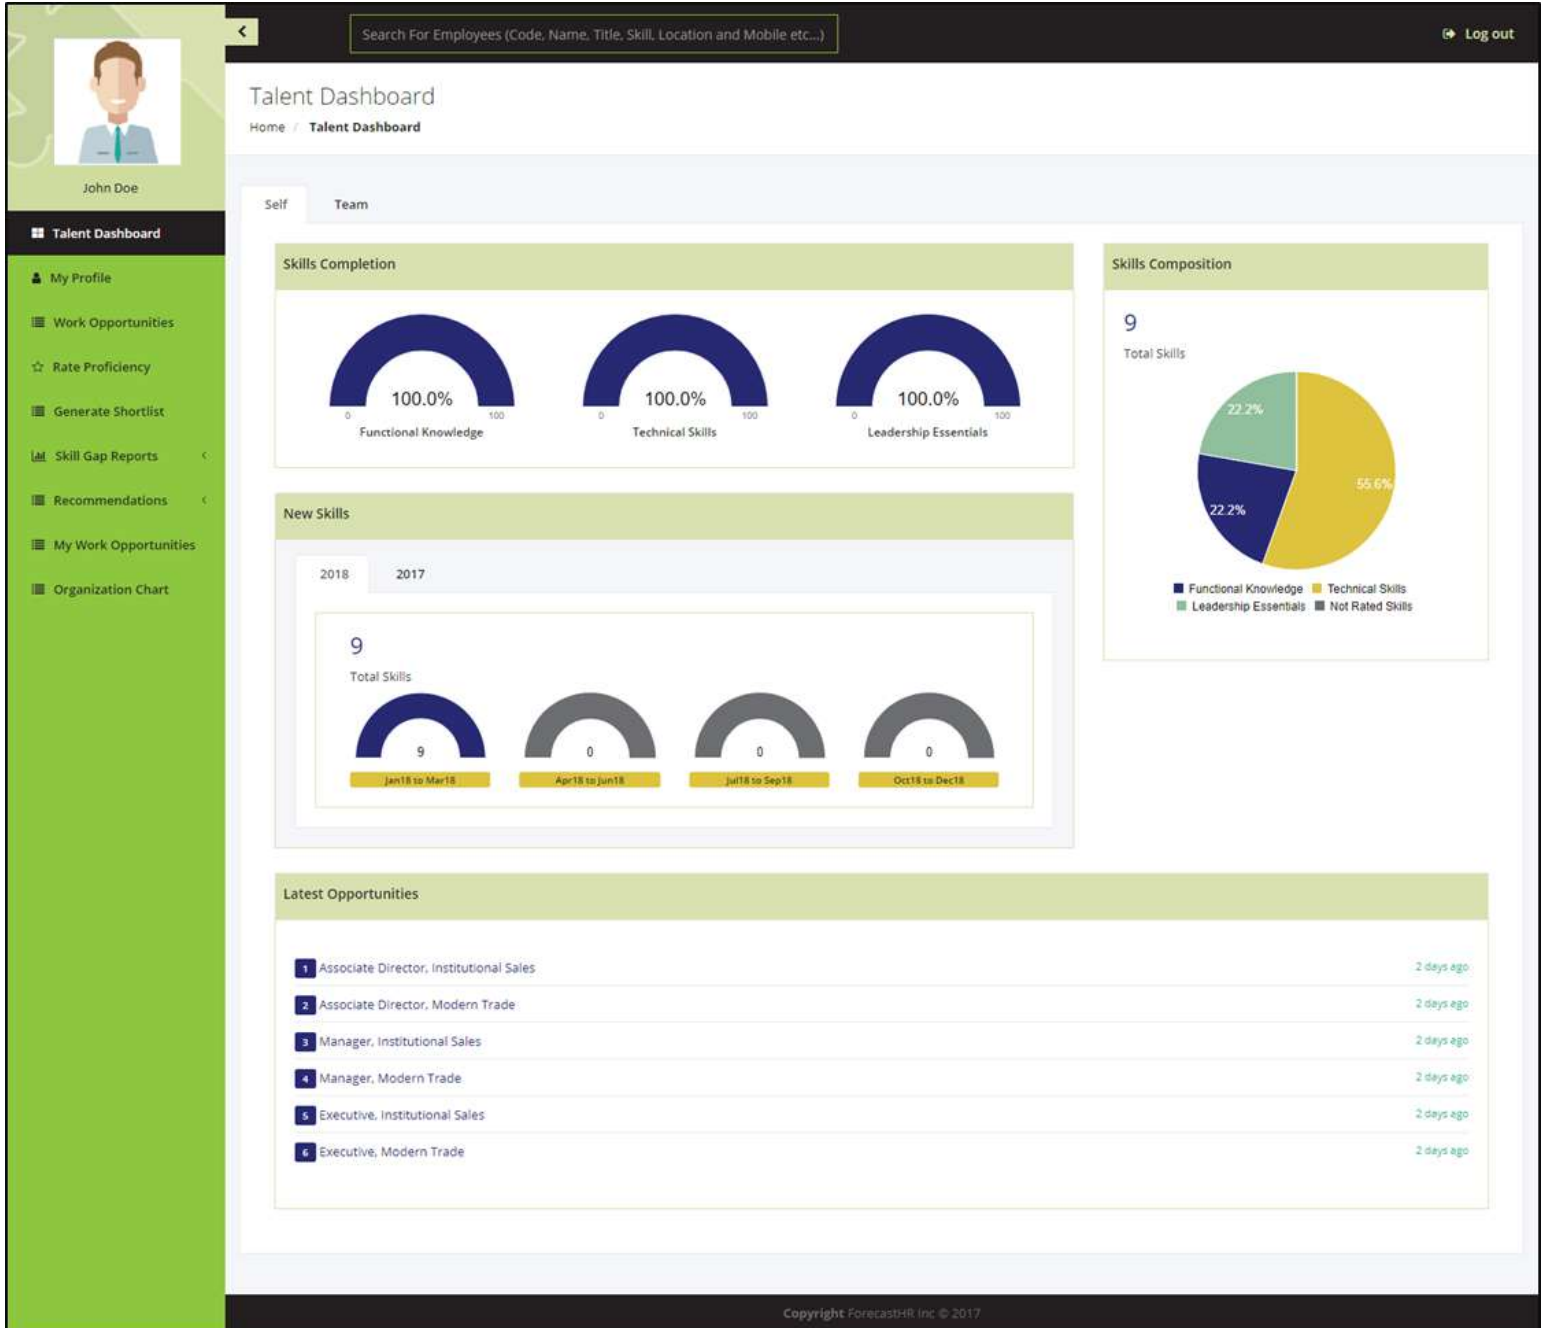 Search For Employees (Code, Name, Title, Skill, Location and Mobile etc...)
Log out
John Doe
Talent Dashboard
My Profile
Work Opportunities
Rate Proficiency
Generate Shortlist
Skill Gap Reports
Recommendations
My Work Opportunities
Organization Chart
Talent Dashboard
Home / Talent Dashboard
Self Team
Skills Completion
100.0%
0 100
Functional Knowledge
100.0%
0 100
Technical Skills
100.0%
0 100
Leadership Essentials
Skills Composition
9
Total Skills
22.2%
55.6%
22.2%
Functional Knowledge Technical Skills
Leadership Essentials Not Rated Skills
New Skills
2018 2017
9
Total Skills
9 0 0 0
Jan18 to Mar18 Apr18 to Jun18 Jul18 to Sep18 Oct18 to Dec18
Latest Opportunities
1 Associate Director, Institutional Sales 2 days ago
2 Associate Director, Modern Trade 2 days ago
3 Manager, Institutional Sales 2 days ago
4 Manager, Modern Trade 2 days ago
5 Executive, Institutional Sales 2 days ago
6 Executive, Modern Trade 2 days ago
Copyright ForecastHR Inc © 2017